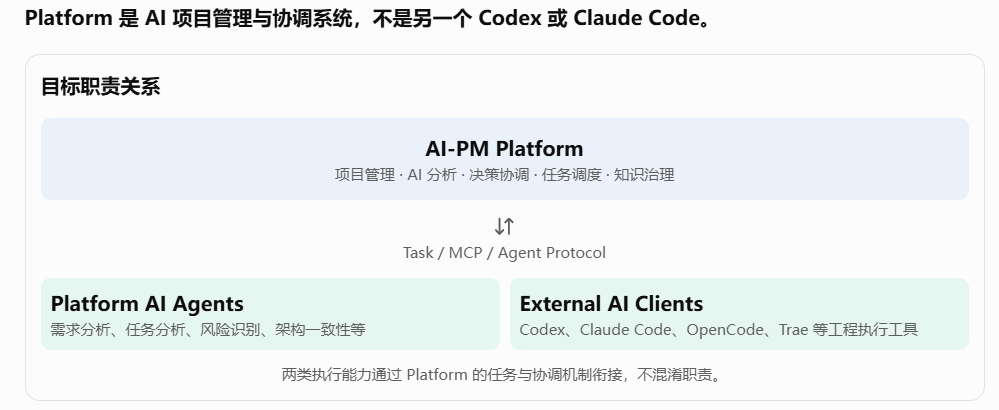 Platform 是 AI 项目管理与协调系统，不是另一个 Codex 或 Claude Code。
目标职责关系
AI-PM Platform
项目管理 · AI 分析 · 决策协调 · 任务调度 · 知识治理
Task / MCP / Agent Protocol
Platform AI Agents
需求分析、任务分析、风险识别、架构一致性等
External AI Clients
Codex、Claude Code、OpenCode、Trae 等工程执行工具
两类执行能力通过 Platform 的任务与协调机制衔接，不混淆职责。